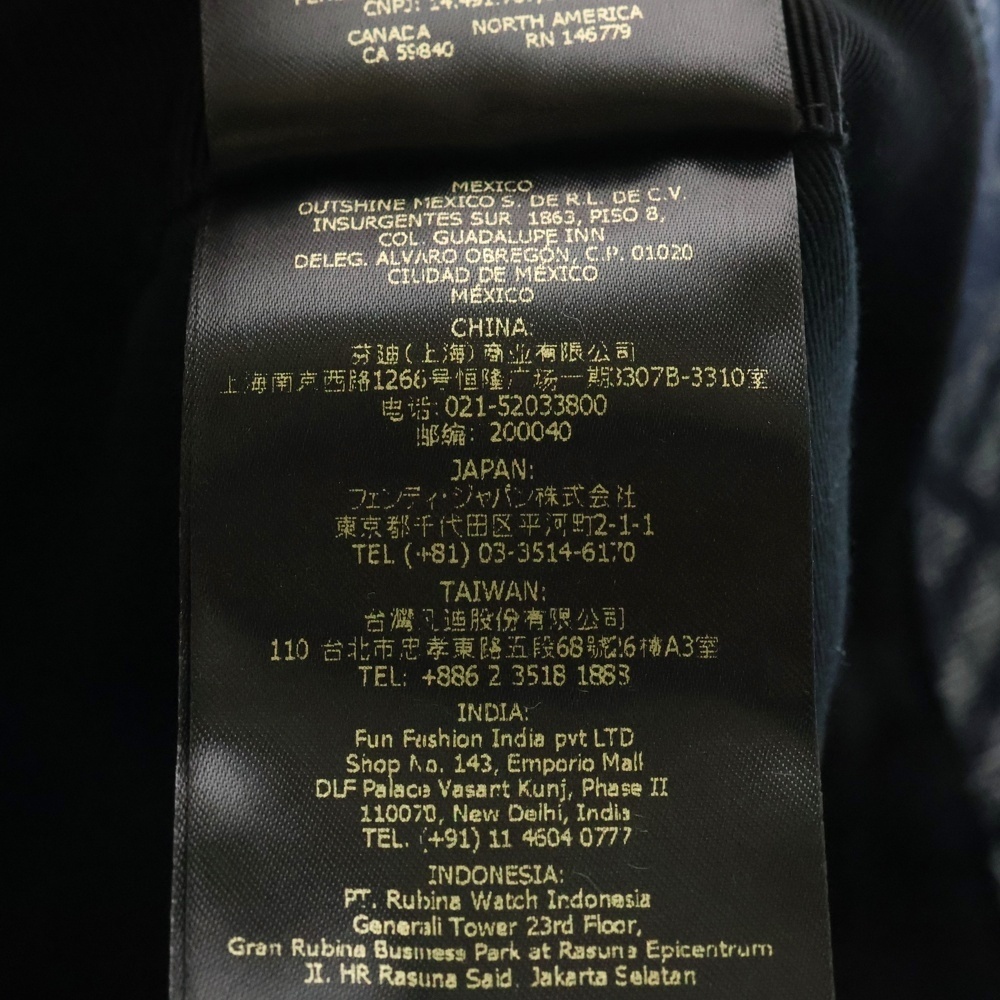 CNPJ:
CANADA NORTH AMERICA
CA 59840 RN 146779
MEXICO
OUTSHINE MEXICO S. DE R.L. DE C.V.
INSURGENTES SUR 1863, PISO 8,
COL. GUADALUPE INN
DELEG. ALVARO OBREGÓN, C.P. 01020
CIUDAD DE MÉXICO
MÉXICO
CHINA:
芬迪(上海)商业有限公司
上海南京西路1266号恒隆广场一期3307B-3310室
电话: 021-52033800
邮编: 200040
JAPAN:
フェンディ・ジャパン株式会社
東京都千代田区平河町2-1-1
TEL (+81) 03-3514-6170
TAIWAN:
台灣凡迪股份有限公司
110 台北市忠孝東路五段68號26樓A3室
TEL: +886 2 3518 1883
INDIA:
Fun Fashion India pvt LTD
Shop No. 143, Emporio Mall
DLF Palace Vasant Kunj, Phase II
110070, New Delhi, India
TEL. (+91) 11 4604 0777
INDONESIA:
PT. Rubina Watch Indonesia
Generali Tower 23rd Floor,
Gran Rubina Business Park at Rasuna Epicentrum
JI. HR Rasuna Said. Jakarta Selatan